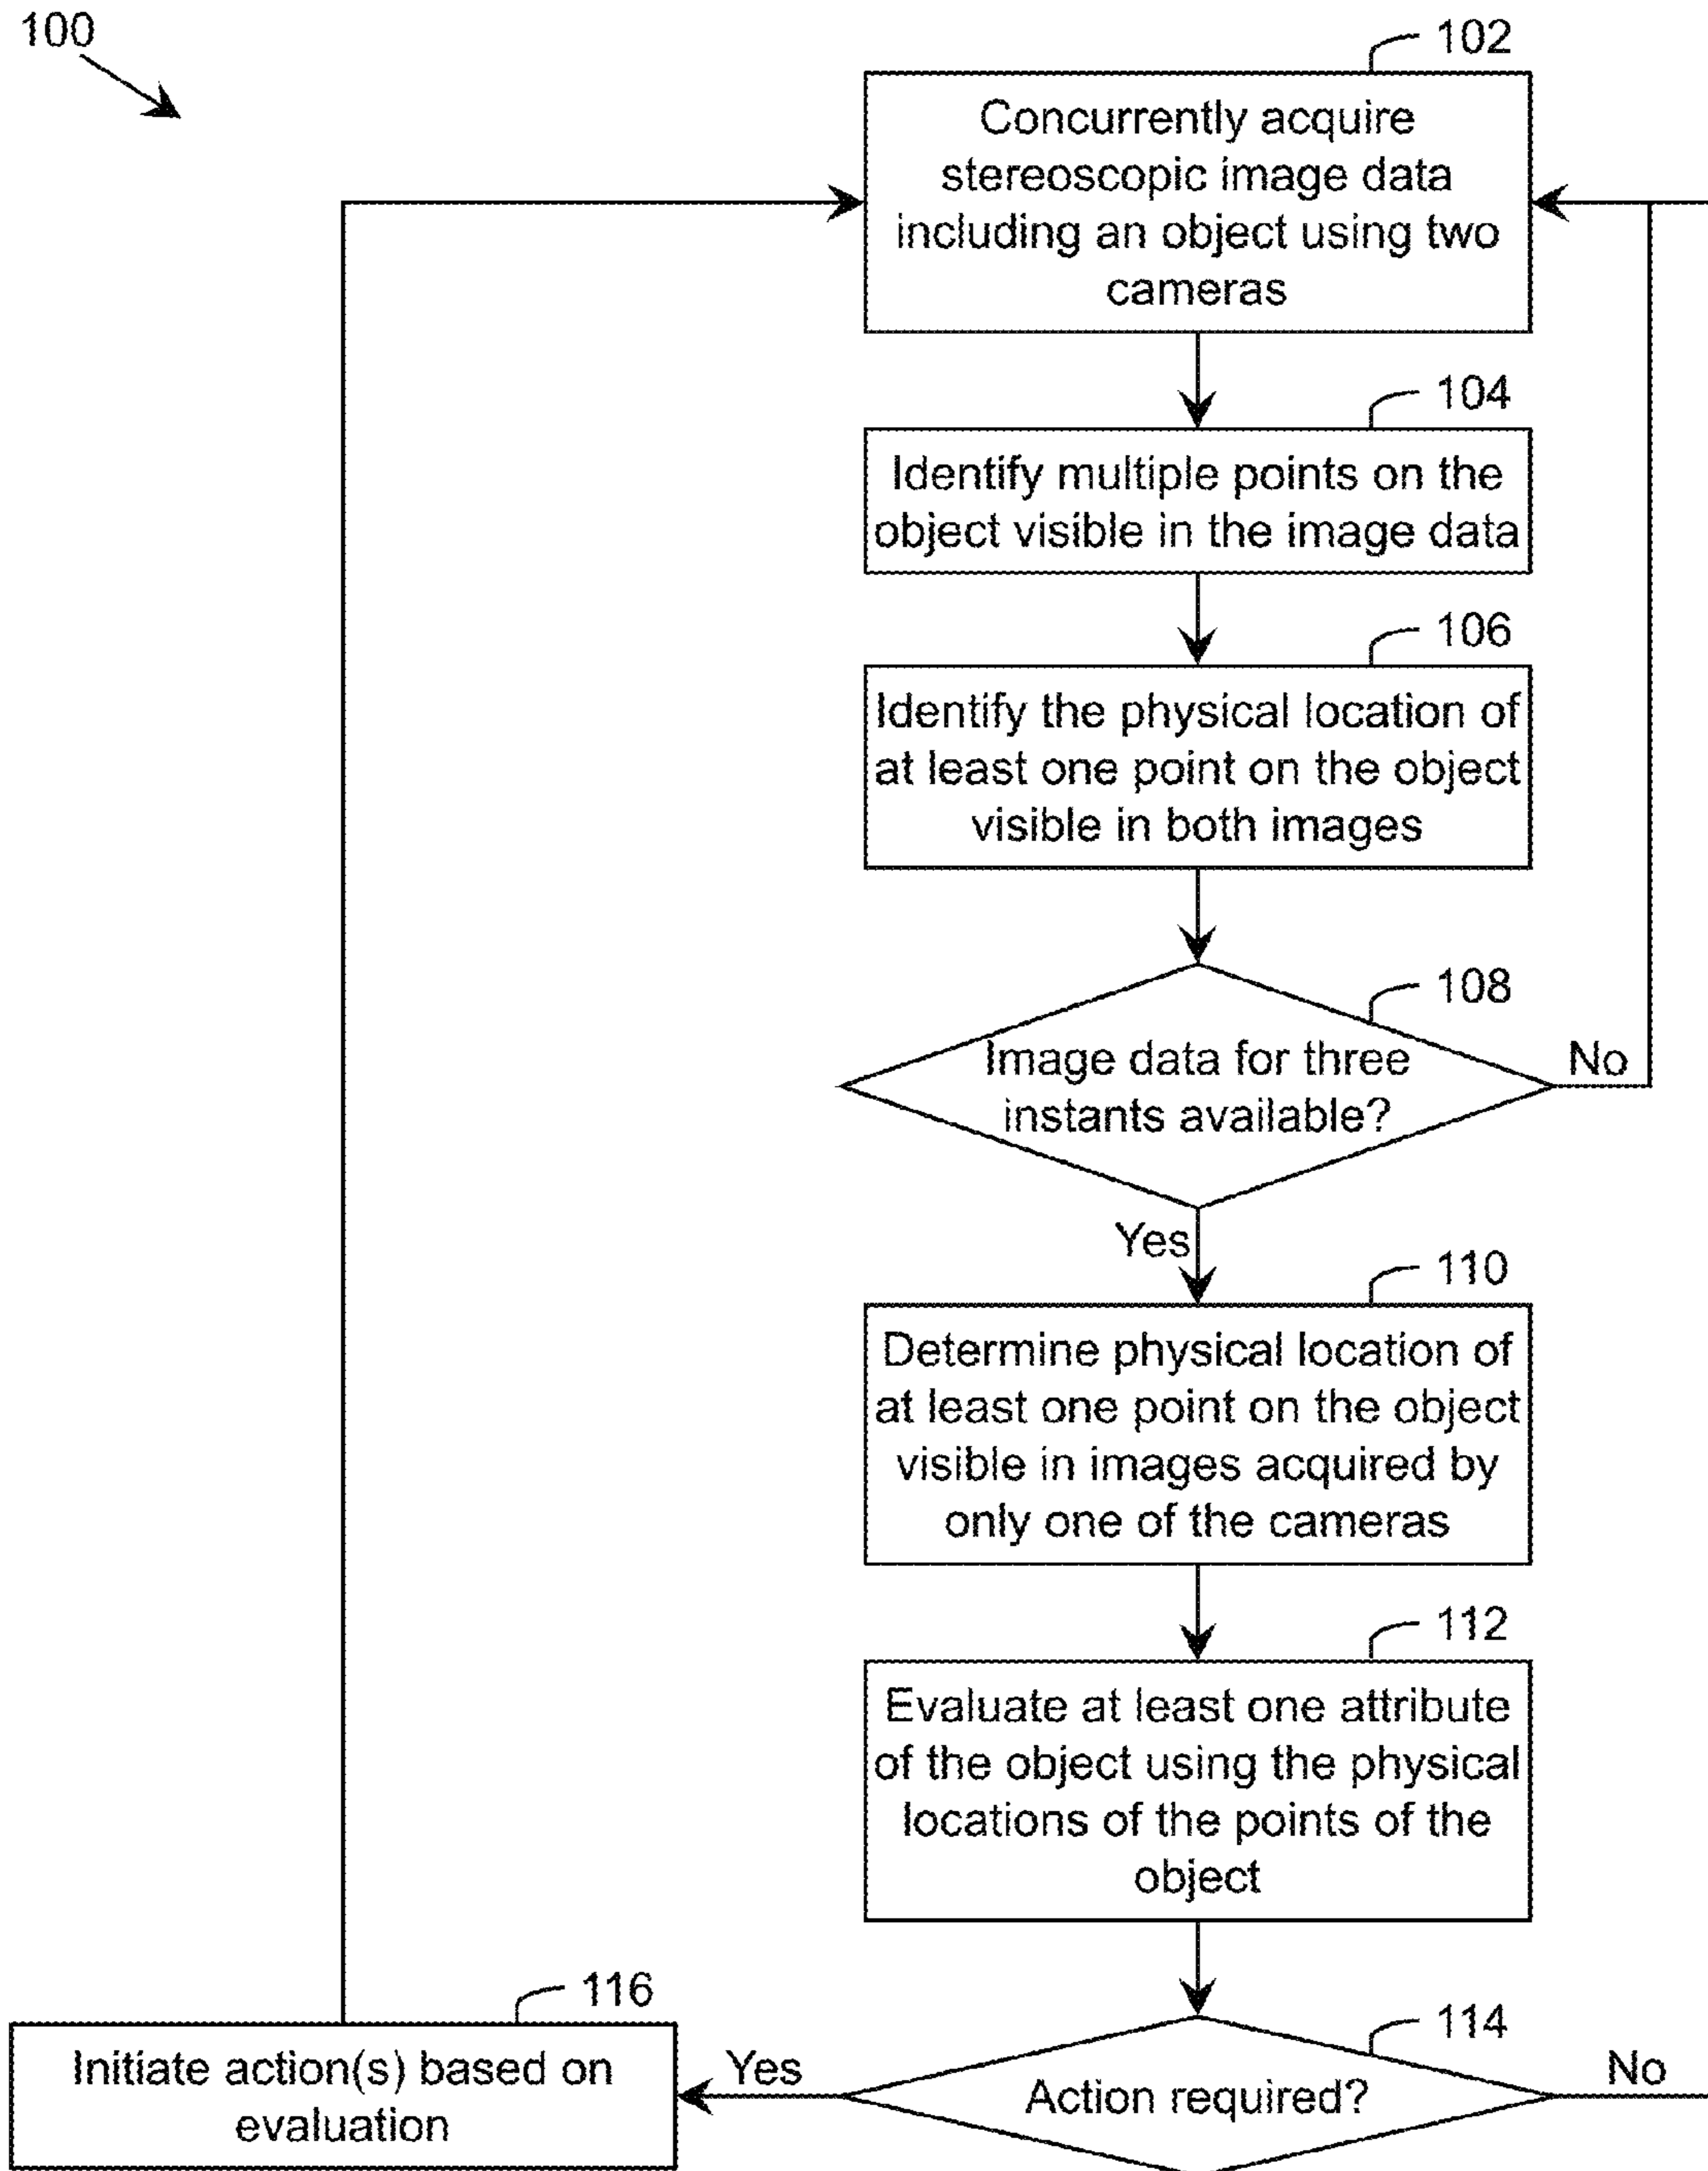 100
102
Concurrently acquire
stereoscopic image data
including an object using two
cameras
104
Identify multiple points on the
object visible in the image data
106
Identify the physical location of
at least one point on the object
visible in both images
108
Image data for three
instants available?
No
Yes
110
Determine physical location of
at least one point on the object
visible in images acquired by
only one of the cameras
112
Evaluate at least one attribute
of the object using the physical
locations of the points of the
object
116
Initiate action(s) based on
evaluation
Yes
114
Action required?
No